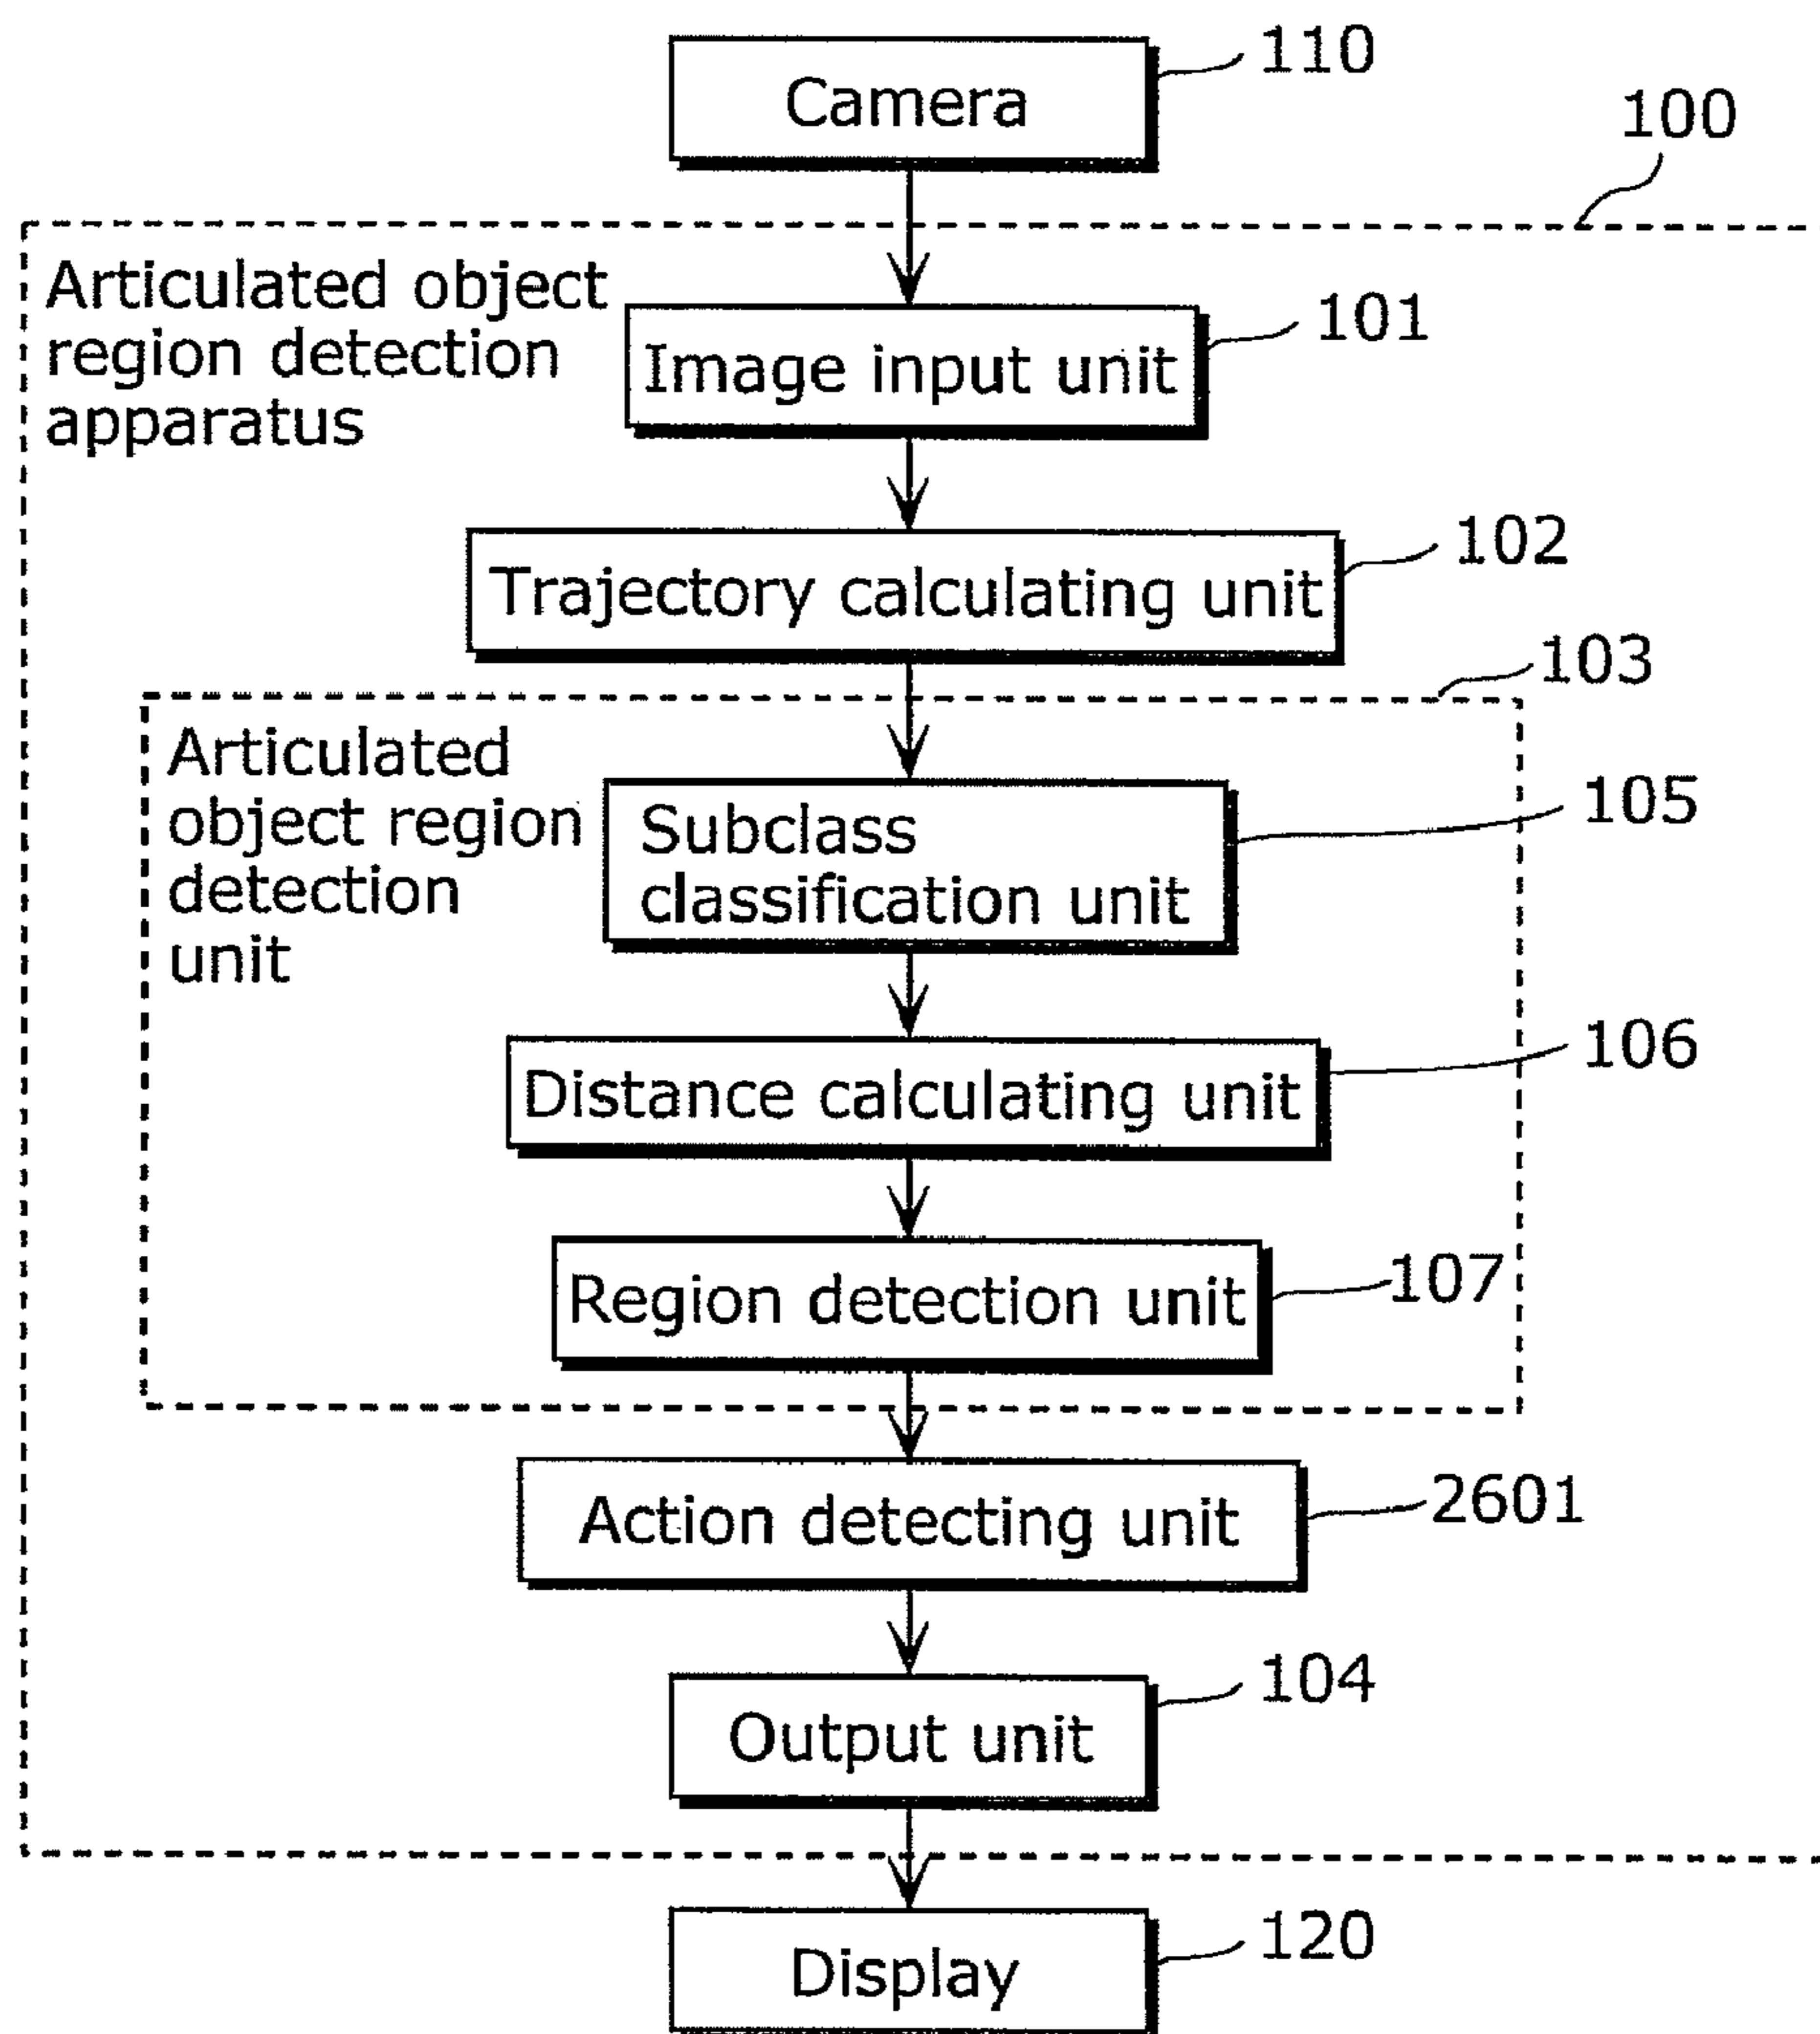 Camera
110
100
Articulated object
region detection
apparatus
Image input unit
101
Trajectory calculating unit
102
103
Articulated
object region
detection
unit
Subclass
classification unit
105
Distance calculating unit
106
Region detection unit
107
Action detecting unit
2601
Output unit
104
Display
120